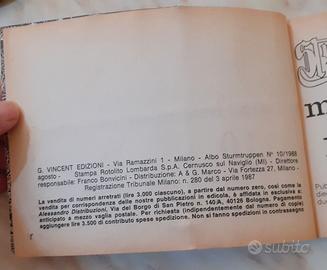 G. VINCENT EDIZIONI - Via Ramazzini 1 - Milano - Albo Sturmtruppen N° 10/1988
agosto - Stampa Rotolito Lombarda S.p.A. Cernusco sul Naviglio (MI) - Direttore
responsabile: Franco Bonvicini - Distribuzione: A & G. Marco - Via Fortezza 27, Milano -
Registrazione Tribunale Milano: n. 280 del 3 aprile 1987
La vendita di numeri arretrati (lire 3.000 ciascuno), a partire dal numero zero, così come la
vendita per corrispondenza delle nostre pubblicazioni in edicola, è affidata in esclusiva a:
Alessandro Distribuzioni, Via del Borgo di San Pietro n. 140/A, 40126 Bologna. Pagamento
anticipato a mezzo vaglia postale. Per richiesta (indipendentemente dal numero di copie)
aggiungere lire 3.500 di contributo spese spedizione. Non si fanno spedizioni in contrassegno
m
Pu
subito